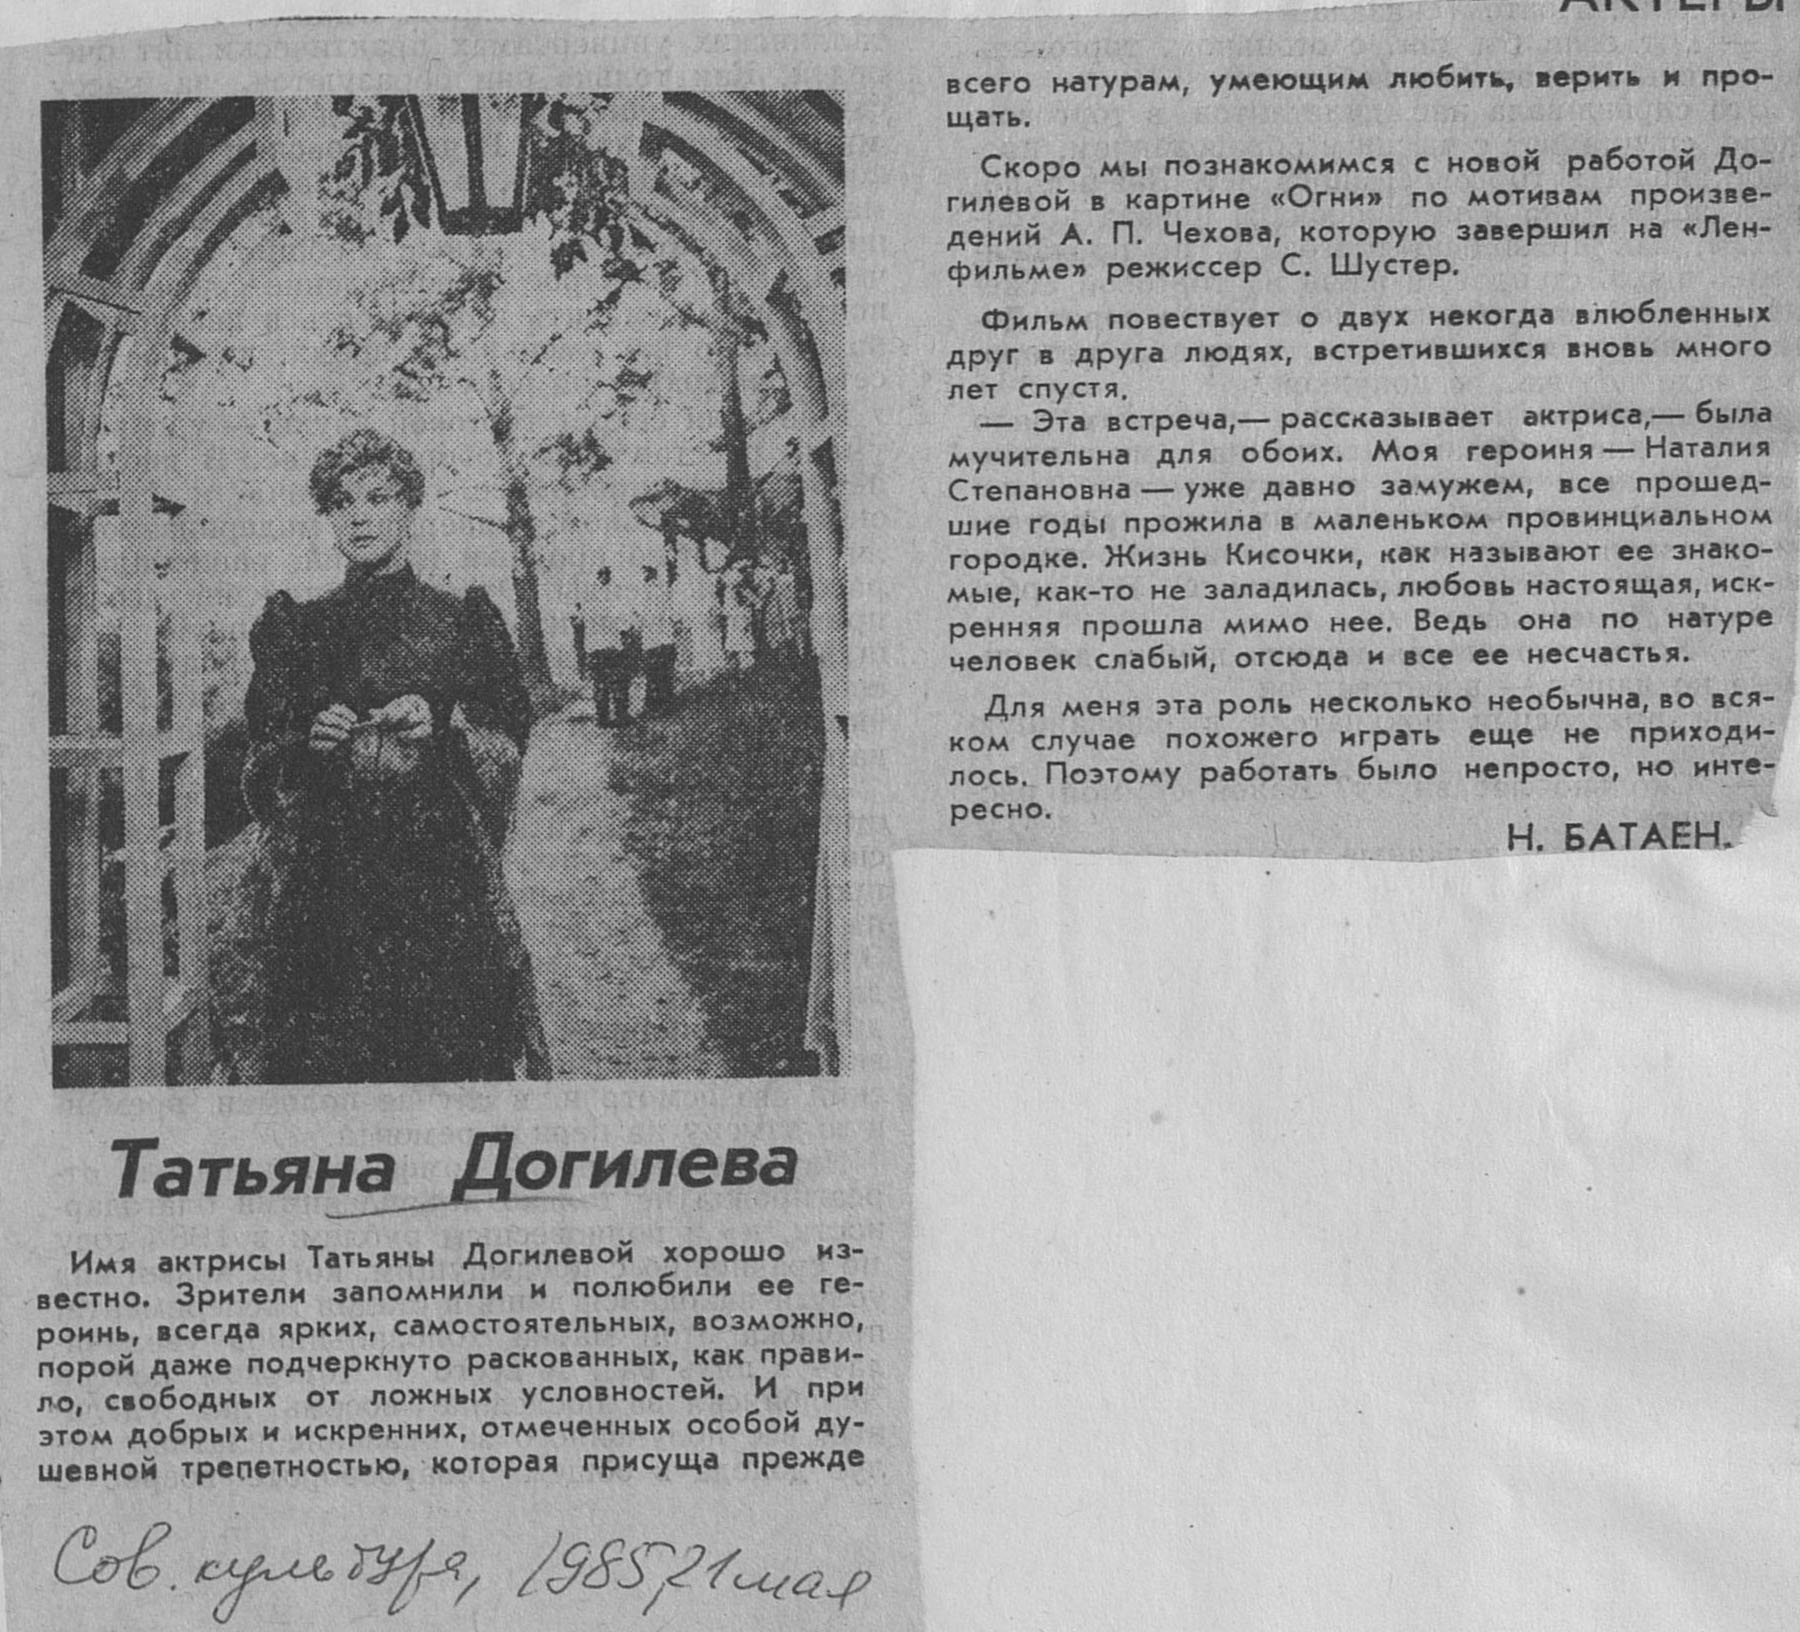 АКТЕРЫ
Татьяна Догилева
Имя актрисы Татьяны Догилевой хорошо из-
вестно. Зрители запомнили и полюбили ее ге-
роинь, всегда ярких, самостоятельных, возможно,
порой даже подчеркнуто раскованных, как прави-
ло, свободных от ложных условностей. И при
этом добрых и искренних, отмеченных особой ду-
шевной трепетностью, которая присуща прежде
всего натурам, умеющим любить, верить и про-
щать.
Скоро мы познакомимся с новой работой До-
гилевой в картине «Огни» по мотивам произве-
дений А. П. Чехова, которую завершил на «Лен-
фильме» режиссер С. Шустер.
Фильм повествует о двух некогда влюбленных
друг в друга людях, встретившихся вновь много
лет спустя.
— Эта встреча,— рассказывает актриса,— была
мучительна для обоих. Моя героиня — Наталия
Степановна — уже давно замужем, все прошед-
шие годы прожила в маленьком провинциальном
городке. Жизнь Кисочки, как называют ее знако-
мые, как-то не заладилась, любовь настоящая, иск-
ренняя прошла мимо нее. Ведь она по натуре
человек слабый, отсюда и все ее несчастья.
Для меня эта роль несколько необычна, во вся-
ком случае похожего играть еще не приходи-
лось. Поэтому работать было непросто, но инте-
ресно.
Н. БАТАЕН.
Сов. культура, 1985, 21 мая